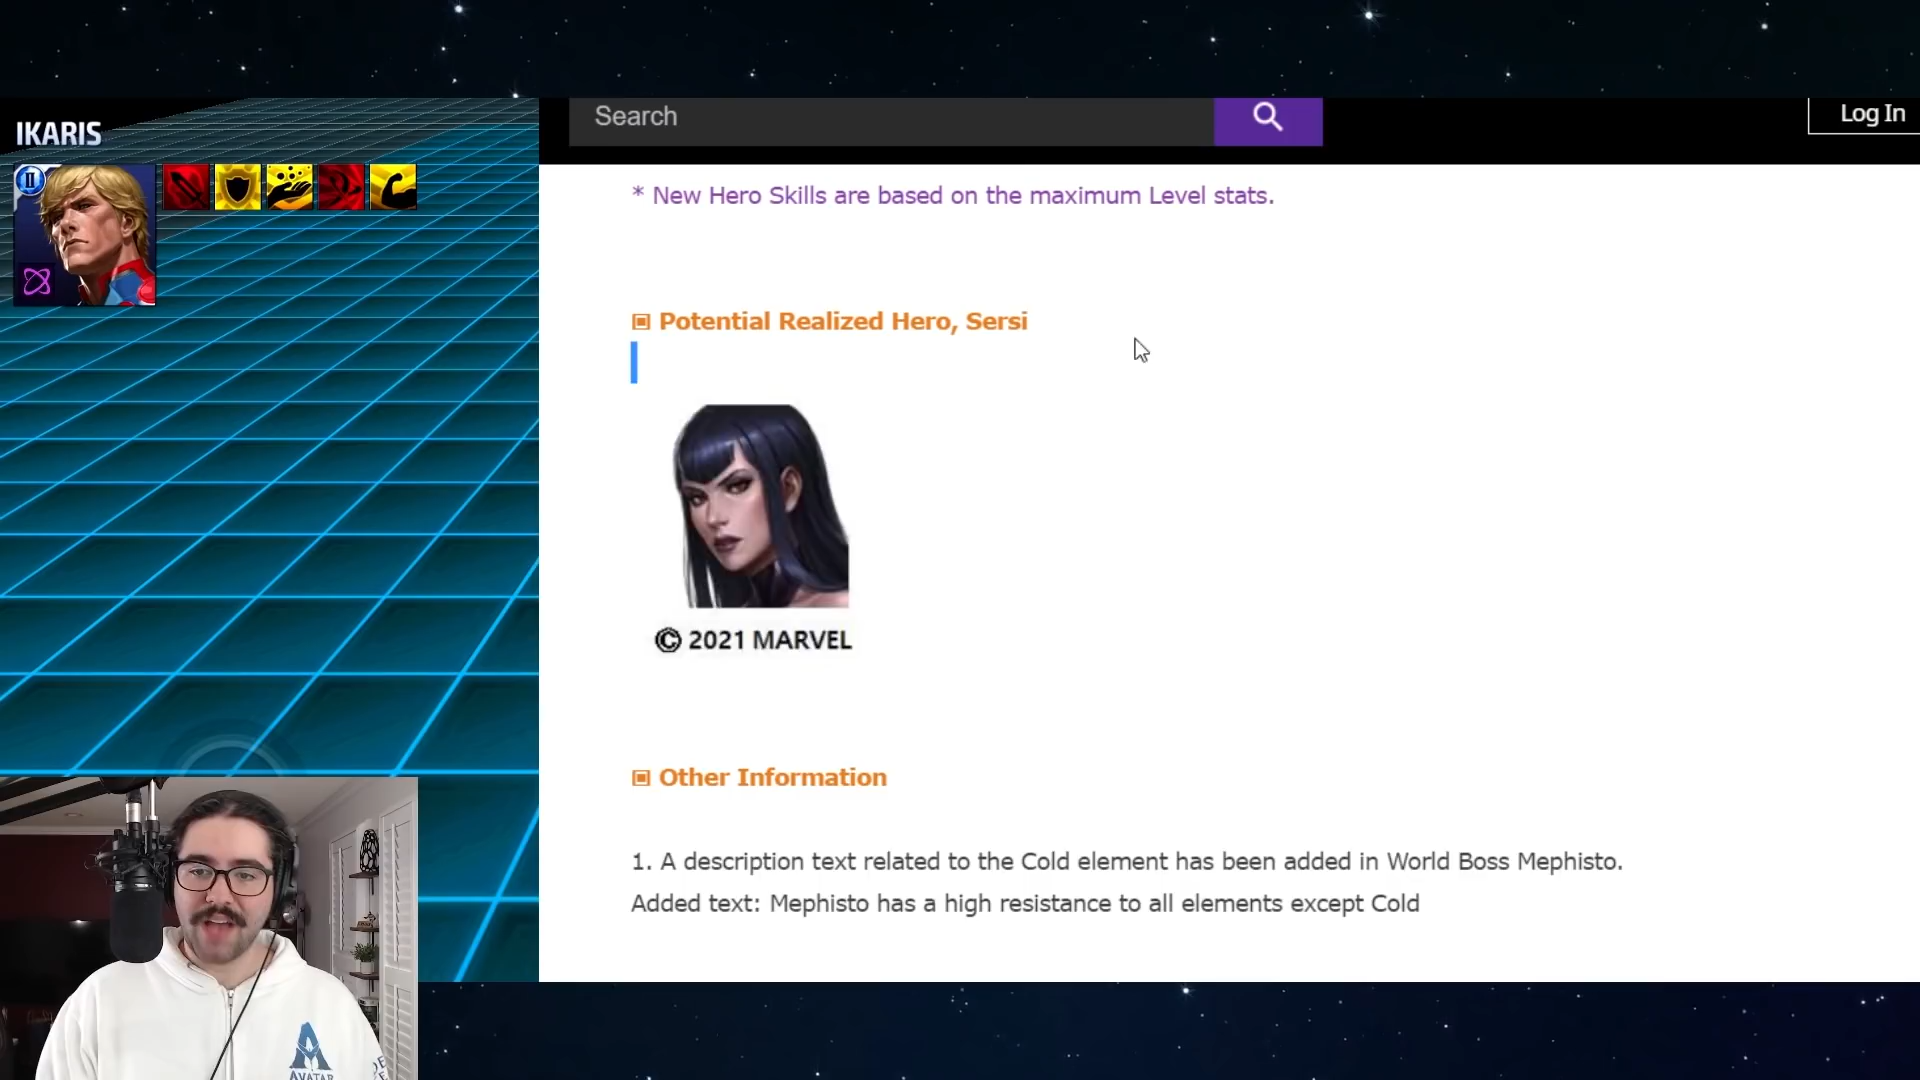 Search
Log In
IKARIS
* New Hero Skills are based on the maximum Level stats.
Potential Realized Hero, Sersi
© 2021 MARVEL
Other Information
1. A description text related to the Cold element has been added in World Boss Mephisto.
Added text: Mephisto has a high resistance to all elements except Cold
AVATAR